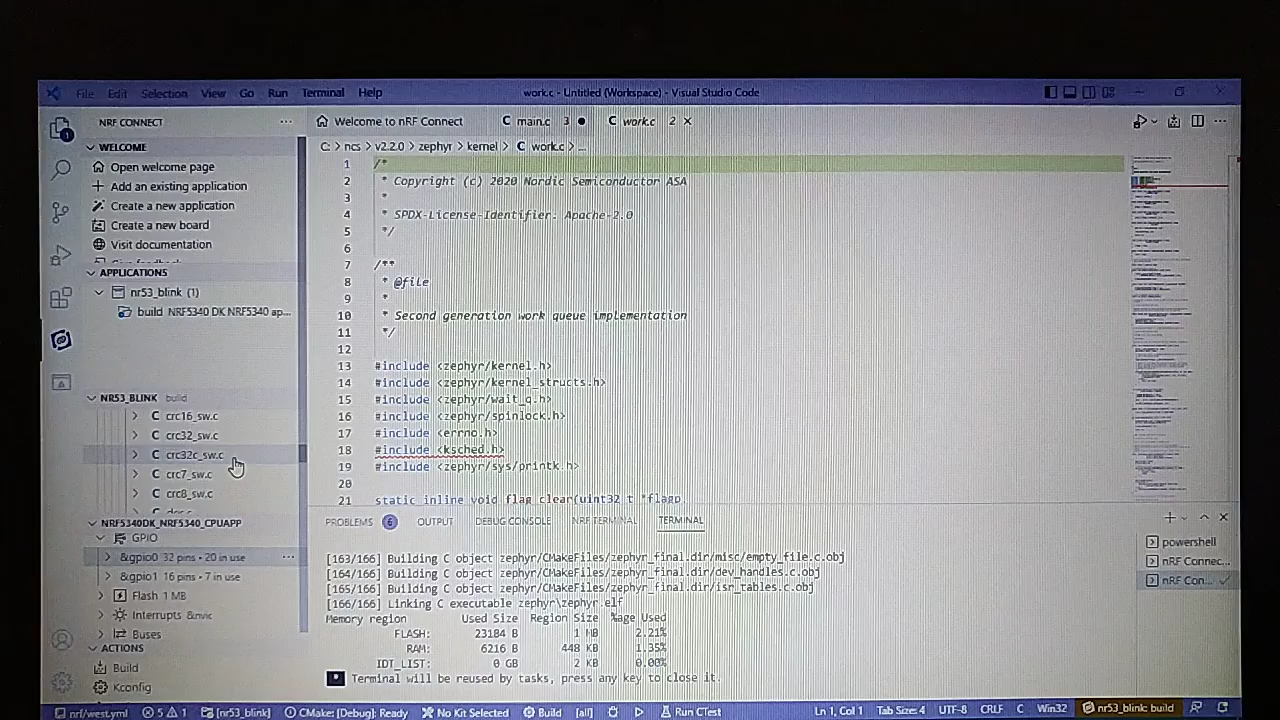 File Edit Selection View Go Run Terminal Help work.c - Untitled (Workspace) - Visual Studio Code
NRF CONNECT ...
WELCOME
Open welcome page
Add an existing application
Create a new application
Create a new board
Visit documentation
APPLICATIONS
nr53_blink (1)
build NRF5340 DK NRF5340 ap...
NR53_BLINK build
crc16_sw.c
crc32_sw.c
crc32c_sw.c
crc7_sw.c
crc8_sw.c
NRF5340DK_NRF5340_CPUAPP
GPIO
&gpio0 32 pins • 20 in use ...
&gpio1 16 pins • 7 in use
Flash 1 MB
Interrupts &nvic
Buses
ACTIONS
Build
Kconfig
Welcome to nRF Connect C main.c 3 ● C work.c 2 ×
C: > ncs > v2.2.0 > zephyr > kernel > C work.c > ...
1 /*
2 * Copyright (c) 2020 Nordic Semiconductor ASA
3 *
4 * SPDX-License-Identifier: Apache-2.0
5 */
6
7 /**
8 * @file
9 *
10 * Second generation work queue implementation
11 */
12
13 #include <zephyr/kernel.h>
14 #include <zephyr/kernel_structs.h>
15 #include <zephyr/wait_q.h>
16 #include <zephyr/spinlock.h>
17 #include <errno.h>
18 #include <ksched.h>
19 #include <zephyr/sys/printk.h>
20
21 static inline void flag_clear(uint32_t *flagp,
PROBLEMS 6 OUTPUT DEBUG CONSOLE NRF TERMINAL TERMINAL
[163/166] Building C object zephyr/CMakeFiles/zephyr_final.dir/misc/empty_file.c.obj
[164/166] Building C object zephyr/CMakeFiles/zephyr_final.dir/dev_handles.c.obj
[165/166] Building C object zephyr/CMakeFiles/zephyr_final.dir/isr_tables.c.obj
[166/166] Linking C executable zephyr\zephyr.elf
Memory region Used Size Region Size %age Used
FLASH: 23184 B 1 MB 2.21%
RAM: 6216 B 448 KB 1.35%
IDT_LIST: 0 GB 2 KB 0.00%
* Terminal will be reused by tasks, press any key to close it.
powershell
nRF Connec...
nRF Con...
nrf/west.yml 5 1 [nr53_blink] CMake: [Debug]: Ready No Kit Selected Build [all] Run CTest Ln 1, Col 1 Tab Size: 4 UTF-8 CRLF C Win32 nr53_blink: build